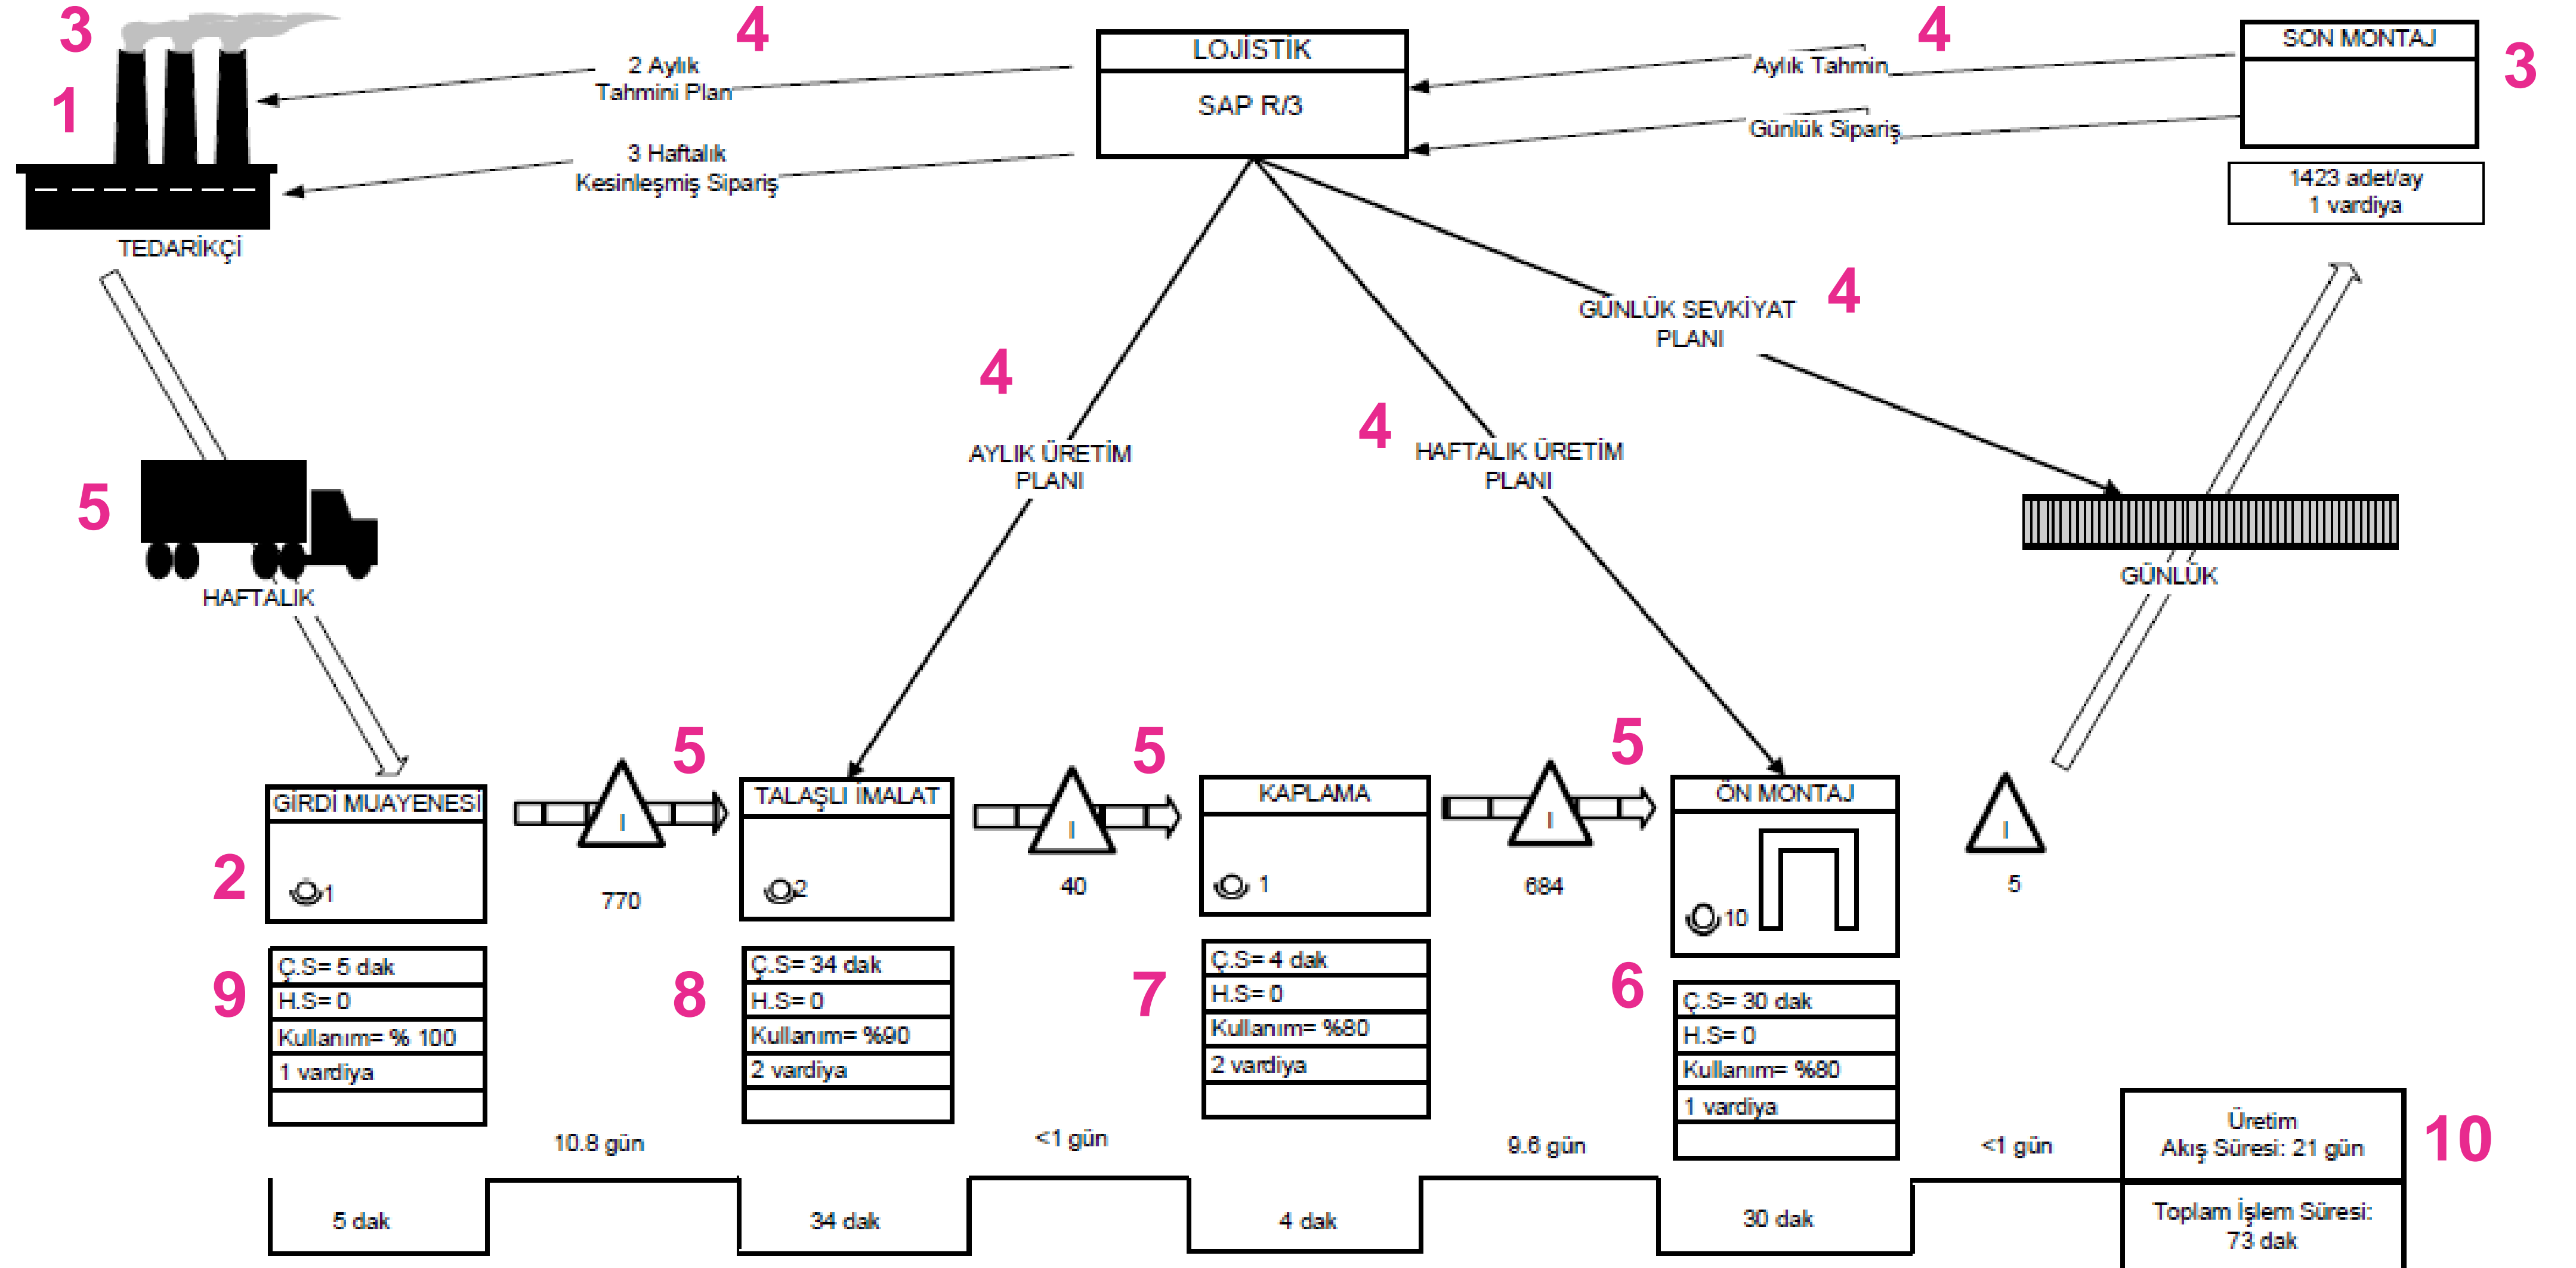 3
4
4
1
3
LOJİSTİK
SAP R/3
SON MONTAJ
2 Aylık
Tahmini Plan
Aylık Tahmin
3 Haftalık
Kesinleşmiş Sipariş
Günlük Sipariş
1423 adet/ay
1 vardiya
TEDARİKÇİ
4
GÜNLÜK SEVKİYAT
PLANI
4
4
AYLIK ÜRETİM
PLANI
HAFTALIK ÜRETİM
PLANI
5
HAFTALIK
GÜNLÜK
5
5
5
GİRDİ MUAYENESİ
1
I
770
TALAŞLI İMALAT
2
I
40
KAPLAMA
1
I
684
ÖN MONTAJ
10
I
5
2
9
Ç.S= 5 dak
H.S= 0
Kullanım= % 100
1 vardiya
8
Ç.S= 34 dak
H.S= 0
Kullanım= %90
2 vardiya
7
Ç.S= 4 dak
H.S= 0
Kullanım= %80
2 vardiya
6
Ç.S= 30 dak
H.S= 0
Kullanım= %80
1 vardiya
10.8 gün
<1 gün
9.6 gün
<1 gün
Üretim
Akış Süresi: 21 gün
10
5 dak
34 dak
4 dak
30 dak
Toplam İşlem Süresi:
73 dak